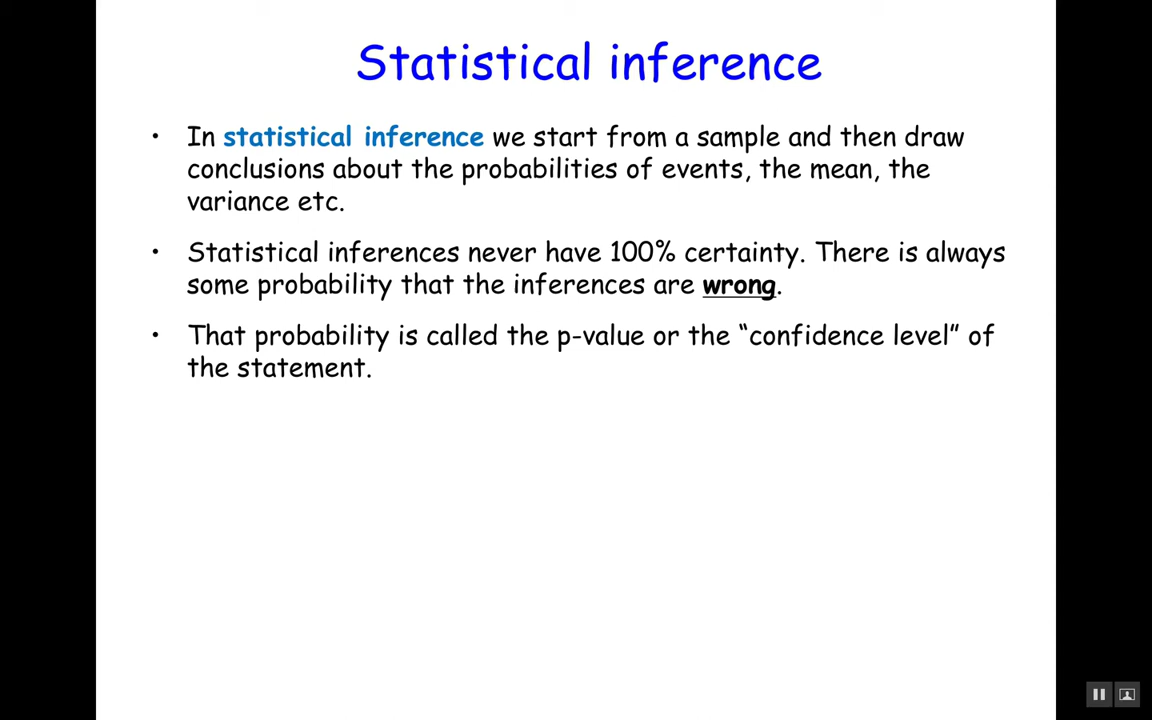 Statistical inference
• In statistical inference we start from a sample and then draw
conclusions about the probabilities of events, the mean, the
variance etc.
• Statistical inferences never have 100% certainty. There is always
some probability that the inferences are wrong.
• That probability is called the p-value or the “confidence level” of
the statement.